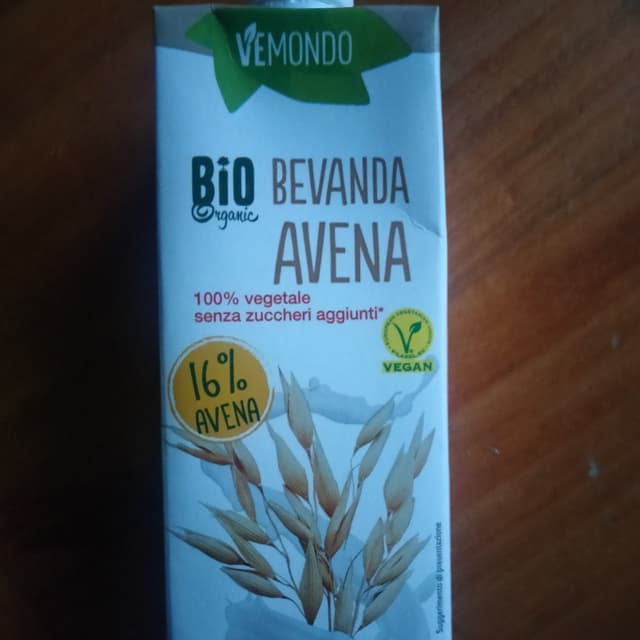 VEMONDO
BiO
Organic
BEVANDA
AVENA
100% vegetale
senza zuccheri aggiunti*
VEGAN
16%
AVENA
Suggerimento di presentazione